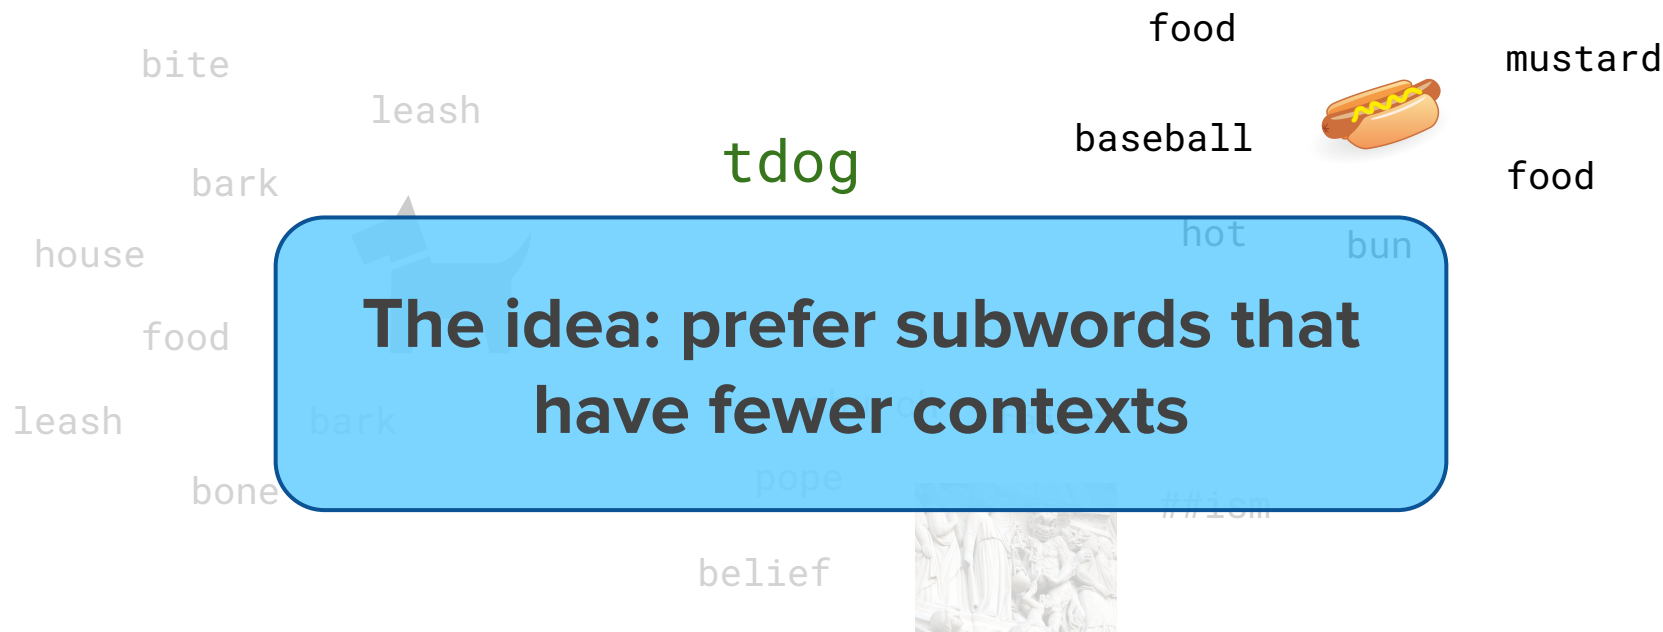 food
mustard
bite
leash
baseball
tdog
bark
food
hot
bun
house
The idea: prefer subwords that
food
have fewer contexts
leash
bark
pope
bone
##ism
belief